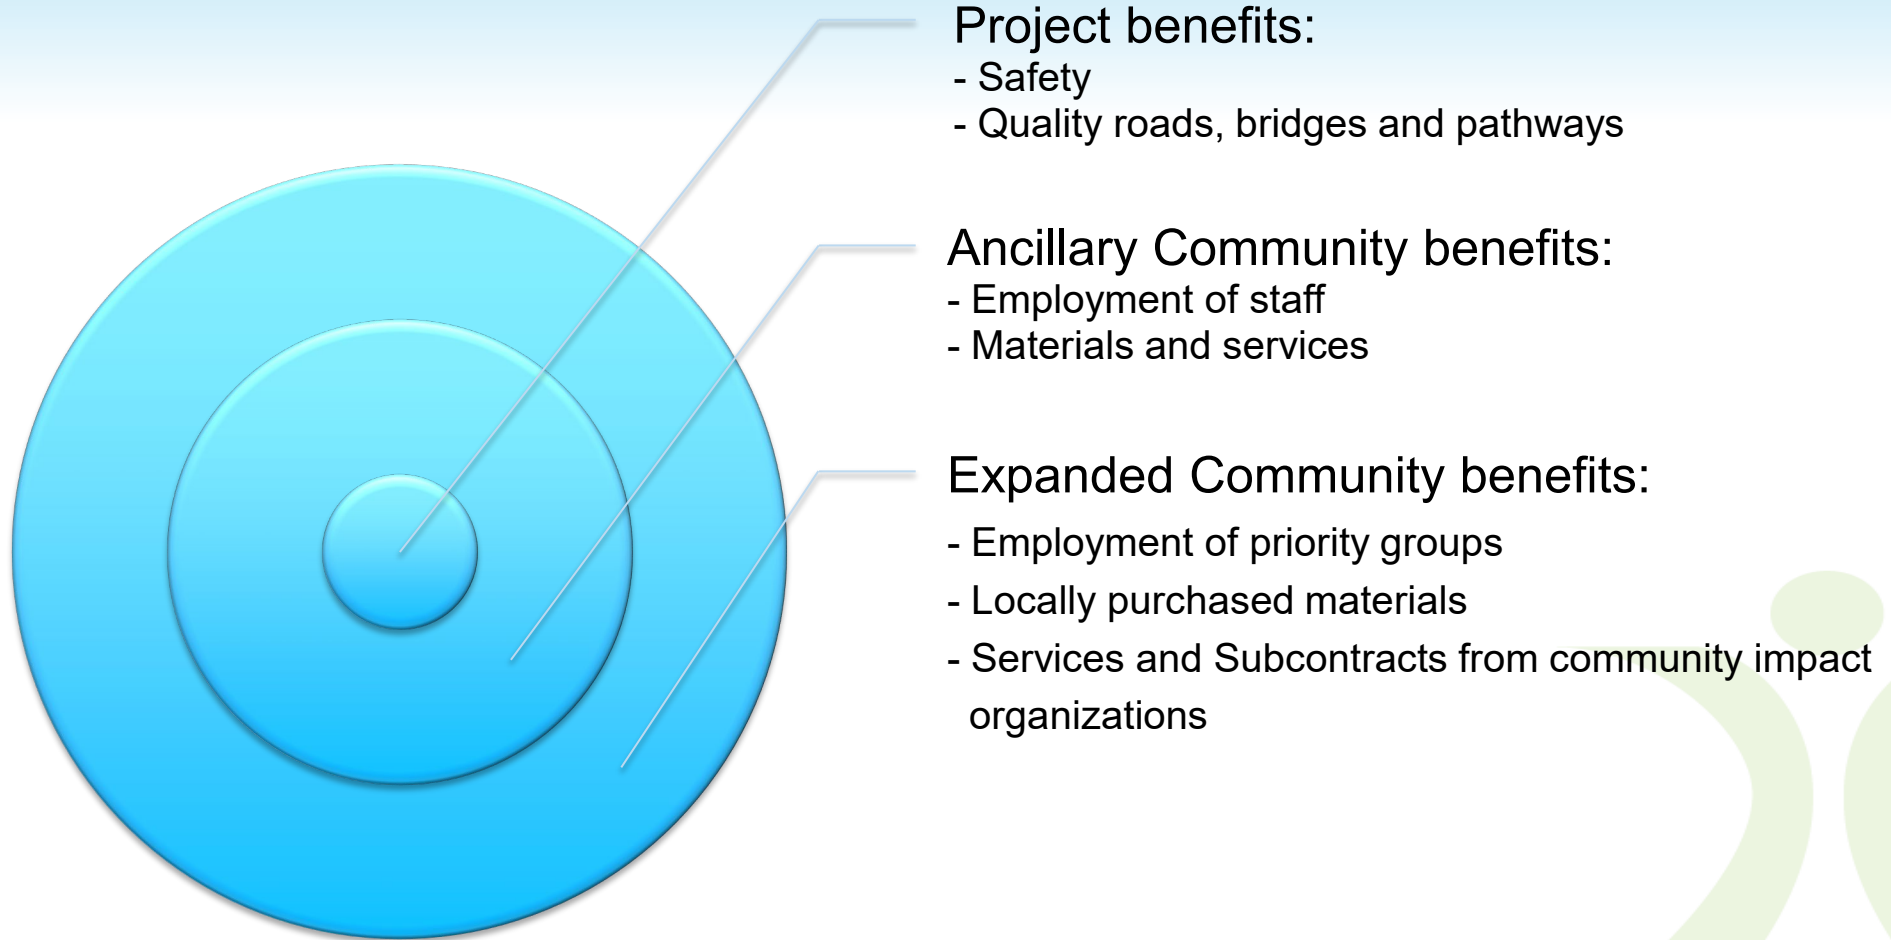 Project benefits:
- Safety
- Quality roads, bridges and pathways
Ancillary Community benefits:
- Employment of staff
- Materials and services
Expanded Community benefits:
- Employment of priority groups
- Locally purchased materials
- Services and Subcontracts from community impact
organizations